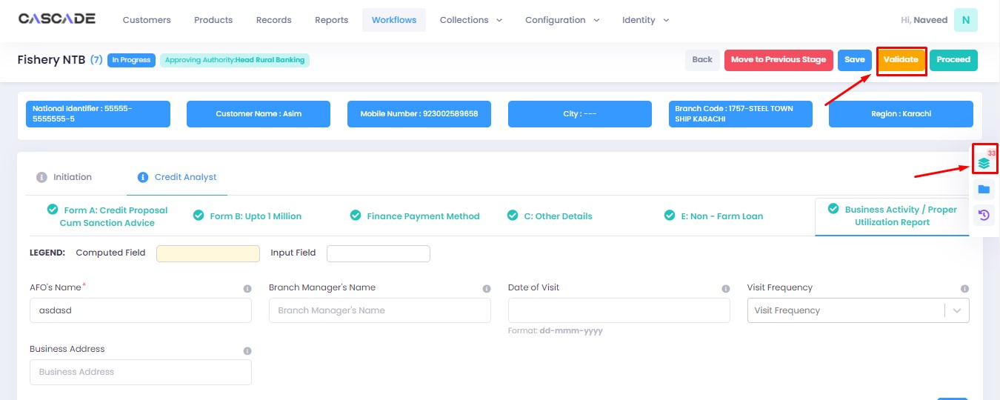 CASCADE Customers Products Records Reports Workflows Collections Configuration Identity Hi, Naveed N
Fishery NTB (7) In Progress Approving Authority:Head Rural Banking Back Move to Previous Stage Save Validate Proceed
National Identifier : 55555-
5555555-5
Customer Name : Asim
Mobile Number : 923002589658
City : ---
Branch Code : 1757-STEEL TOWN
SHIP KARACHI
Region : Karachi
33
Initiation Credit Analyst
Form A: Credit Proposal
Cum Sanction Advice
Form B: Upto 1 Million
Finance Payment Method
C: Other Details
E: Non - Farm Loan
Business Activity / Proper
Utilization Report
LEGEND: Computed Field Input Field
AFO's Name* Branch Manager's Name Date of Visit Visit Frequency
asdasd Branch Manager's Name Visit Frequency
Format: dd-mmm-yyyy
Business Address
Business Address